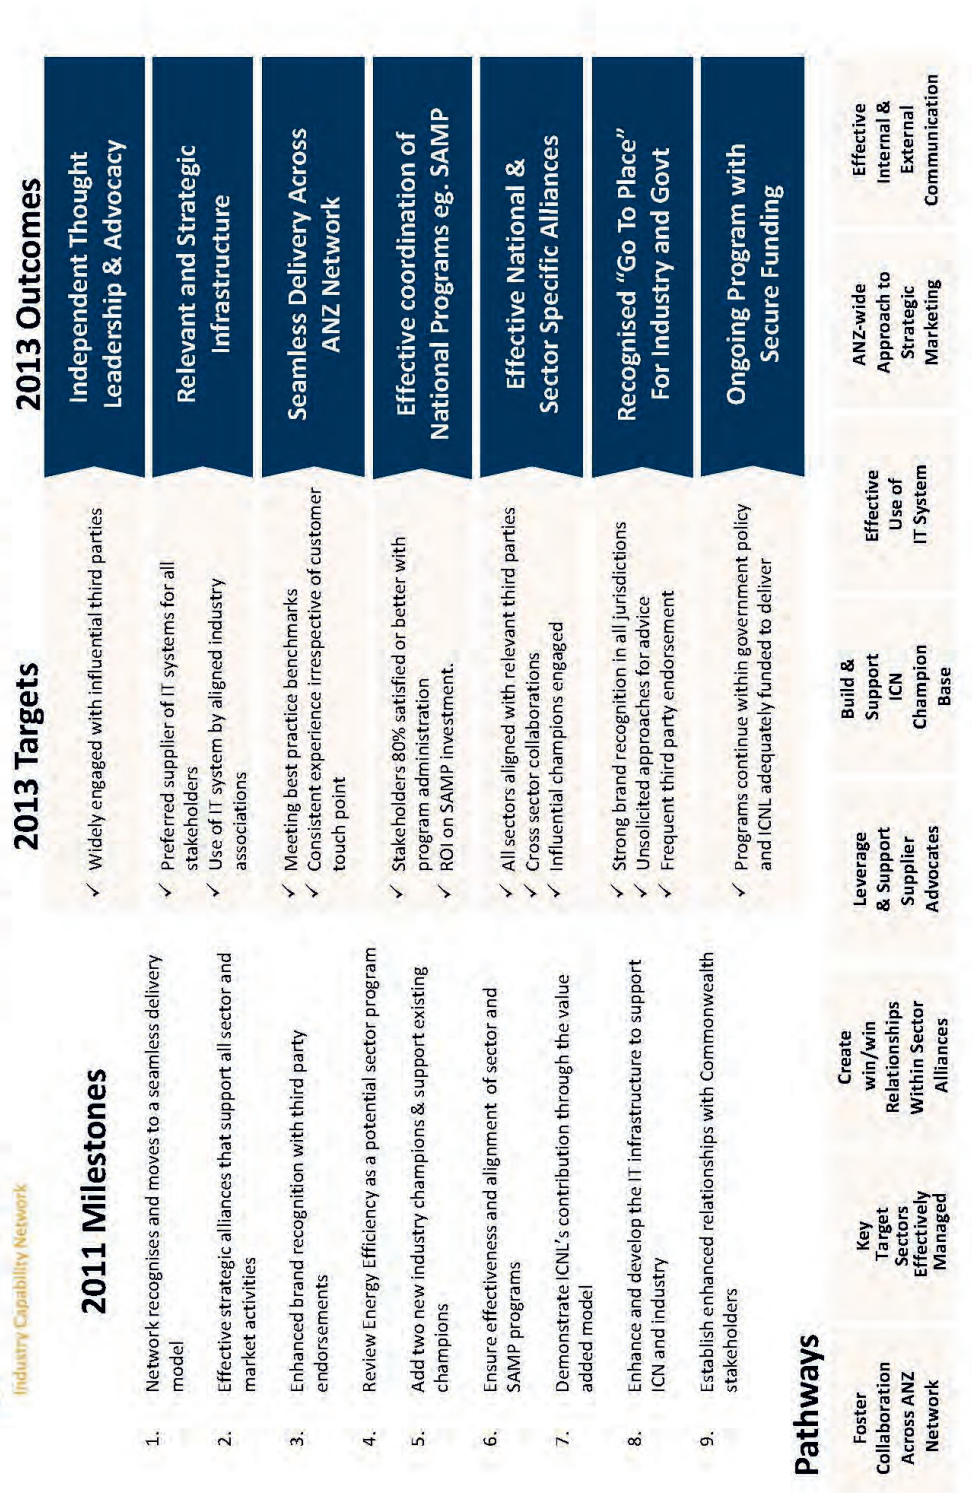 Industry Capability Network
2011 Milestones
1. Network recognises and moves to a seamless delivery
model
2. Effective strategic alliances that support all sector and
market activities
3. Enhanced brand recognition with third party
endorsements
4. Review Energy Efficiency as a potential sector program
5. Add two new industry champions & support existing
champions
6. Ensure effectiveness and alignment of sector and
SAMP programs
7. Demonstrate ICNL's contribution through the value
added model
8. Enhance and develop the IT infrastructure to support
ICN and industry
9. Establish enhanced relationships with Commonwealth
stakeholders
2013 Targets
✓ Widely engaged with influential third parties
✓ Preferred supplier of IT systems for all
stakeholders
✓ Use of IT system by aligned industry
associations
✓ Meeting best practice benchmarks
✓ Consistent experience irrespective of customer
touch point
✓ Stakeholders 80% satisfied or better with
program administration
✓ ROI on SAMP investment.
✓ All sectors aligned with relevant third parties
✓ Cross sector collaborations
✓ Influential champions engaged
✓ Strong brand recognition in all jurisdictions
✓ Unsolicited approaches for advice
✓ Frequent third party endorsement
✓ Programs continue within government policy
and ICNL adequately funded to deliver
2013 Outcomes
Independent Thought
Leadership & Advocacy
Relevant and Strategic
Infrastructure
Seamless Delivery Across
ANZ Network
Effective coordination of
National Programs eg. SAMP
Effective National &
Sector Specific Alliances
Recognised "Go To Place"
For Industry and Govt
Ongoing Program with
Secure Funding
Pathways
Foster
Collaboration
Across ANZ
Network
Key
Target
Sectors
Effectively
Managed
Create
win/win
Relationships
Within Sector
Alliances
Leverage
& Support
Supplier
Advocates
Build &
Support
ICN
Champion
Base
Effective
Use of
IT System
ANZ-wide
Approach to
Strategic
Marketing
Effective
Internal &
External
Communication